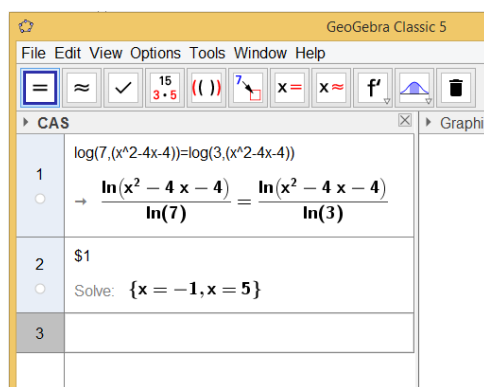 GeoGebra Classic 5
File Edit View Options Tools Window Help
= ≈ ✓ 15 3·5 (( )) 7 x= x≈ f'
CAS
Graphi
1
log(7,(x^2-4x-4))=log(3,(x^2-4x-4))
→ ln(x² − 4 x − 4) / ln(7) = ln(x² − 4 x − 4) / ln(3)
2
$1
Solve: {x = −1, x = 5}
3